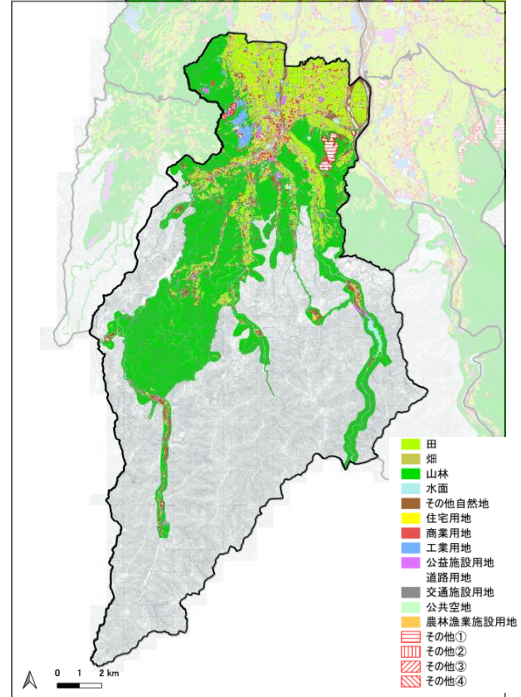 田
畑
山林
水面
その他自然地
住宅用地
商業用地
工業用地
公益施設用地
道路用地
交通施設用地
公共空地
農林漁業施設用地
その他①
その他②
その他③
その他④
0 1 2 km